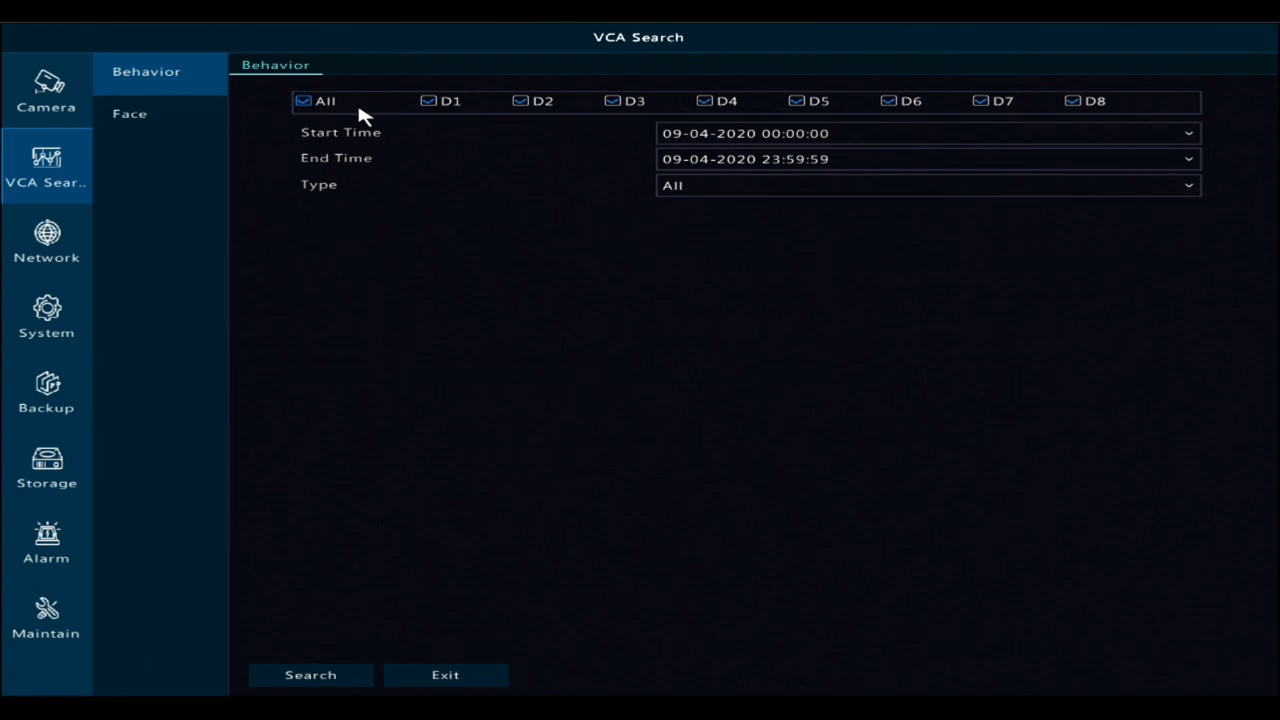 VCA Search
Camera
VCA Sear..
Network
System
Backup
Storage
Alarm
Maintain
Behavior
Face
Behavior
All D1 D2 D3 D4 D5 D6 D7 D8
Start Time 09-04-2020 00:00:00
End Time 09-04-2020 23:59:59
Type All
Search Exit